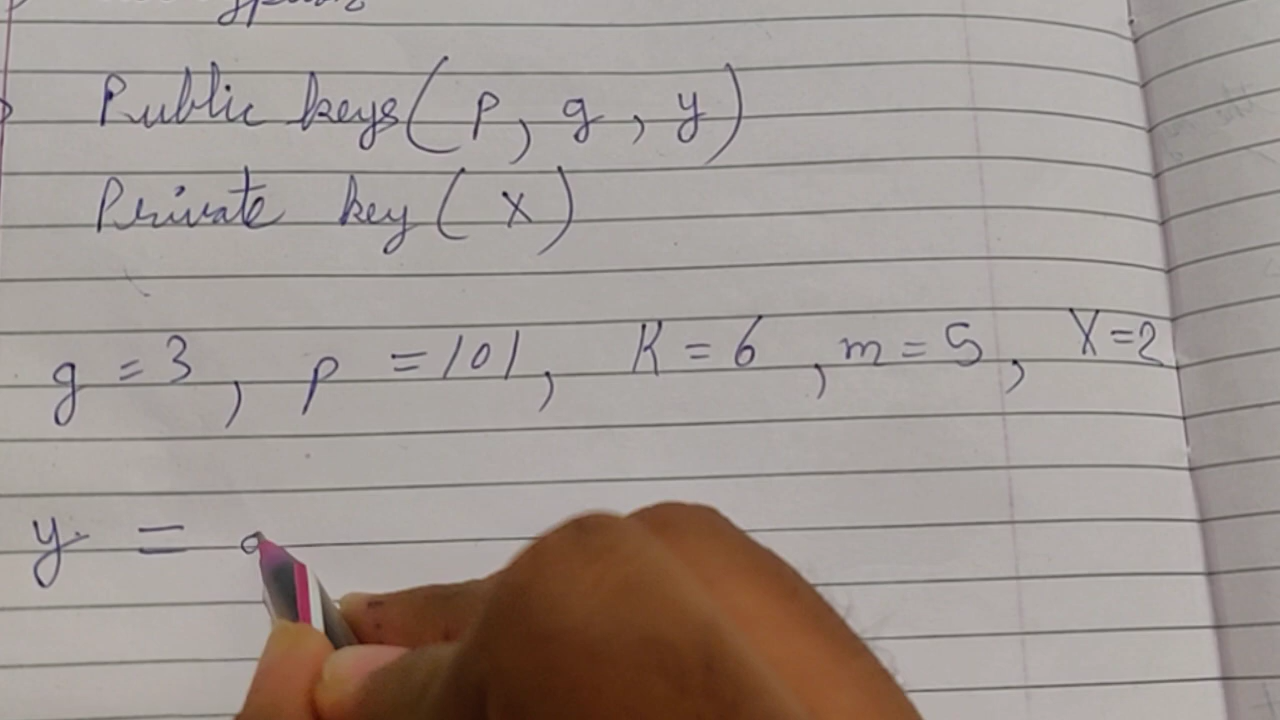 Public keys(p, g, y)
Private key(x)
g = 3, p = 101, K = 6, m = 5, X=2
y =